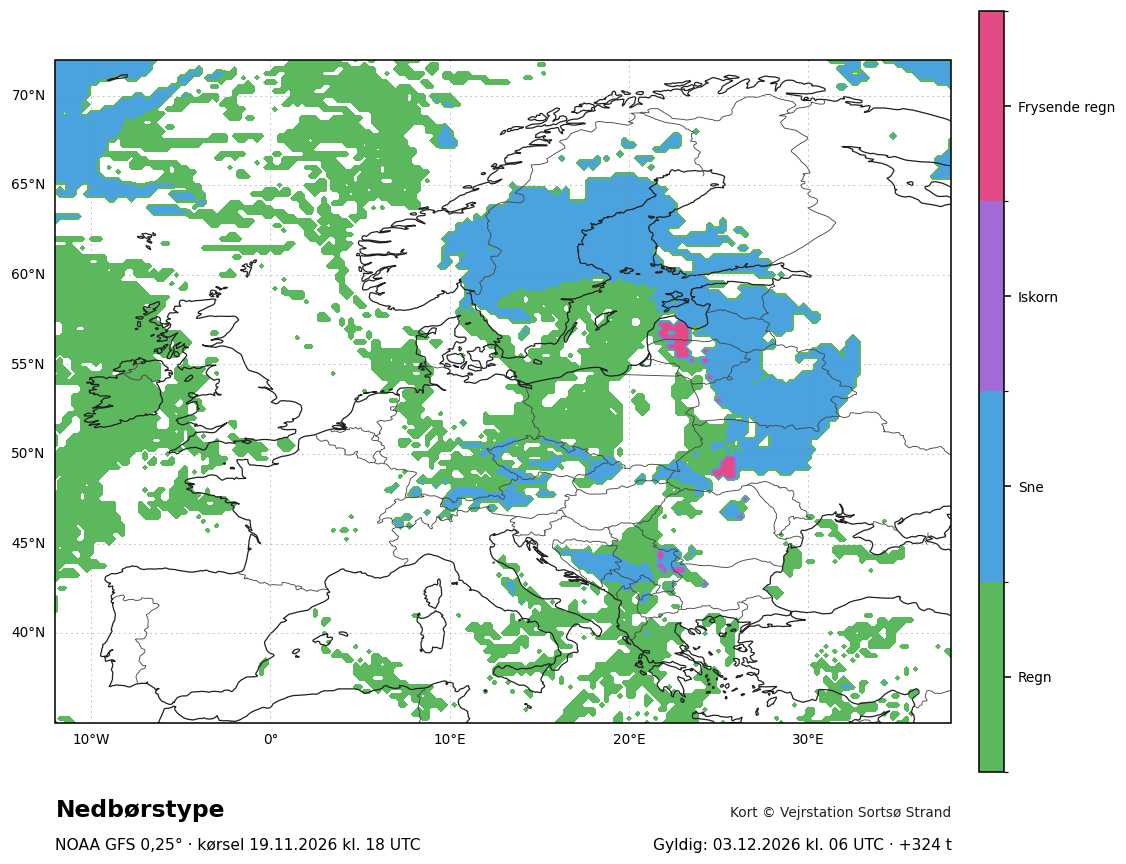 Frysende regn
Iskorn
Sne
Regn
70°N
65°N
60°N
55°N
50°N
45°N
40°N
10°W
0°
10°E
20°E
30°E
Nedbørstype
Kort © Vejrstation Sortsø Strand
NOAA GFS 0,25° · kørsel 19.11.2026 kl. 18 UTC
Gyldig: 03.12.2026 kl. 06 UTC · +324 t